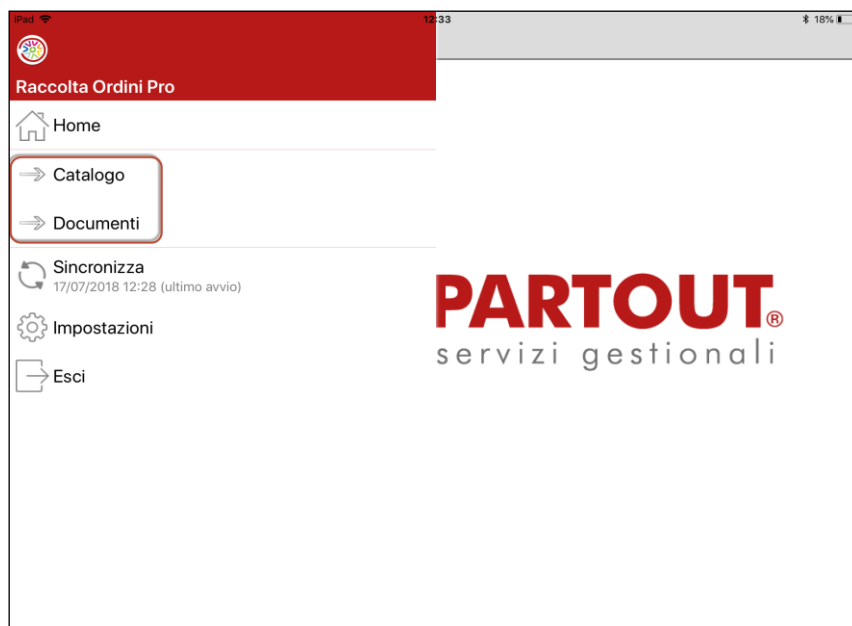 iPad 12:33 18%
Raccolta Ordini Pro
Home
Catalogo
Documenti
Sincronizza
17/07/2018 12:28 (ultimo avvio)
Impostazioni
Esci
PARTOUT®
servizi gestionali